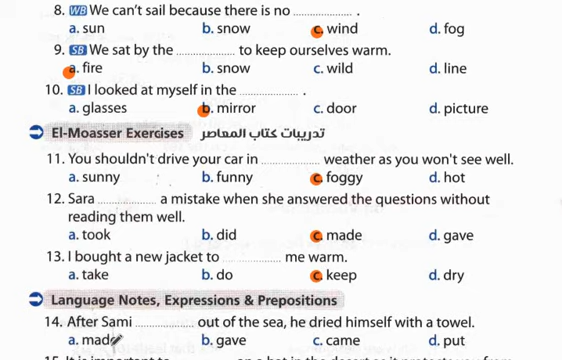 8. WB We can't sail because there is no .................. .
a. sun b. snow c. wind d. fog
9. SB We sat by the .................. to keep ourselves warm.
a. fire b. snow c. wild d. line
10. SB I looked at myself in the .................. .
a. glasses b. mirror c. door d. picture
El-Moasser Exercises تدريبات كتاب المعاصر
11. You shouldn't drive your car in .................. weather as you won't see well.
a. sunny b. funny c. foggy d. hot
12. Sara .................. a mistake when she answered the questions without
reading them well.
a. took b. did c. made d. gave
13. I bought a new jacket to .................. me warm.
a. take b. do c. keep d. dry
Language Notes, Expressions & Prepositions
14. After Sami .................. out of the sea, he dried himself with a towel.
a. made b. gave c. came d. put